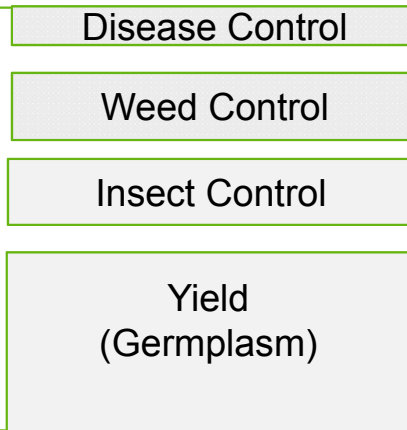 Disease Control
Weed Control
Insect Control
Yield
(Germplasm)